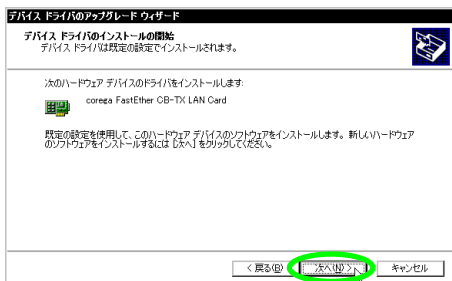 デバイス ドライバのアップグレード ウィザード
デバイス ドライバのインストールの開始
デバイス ドライバは既定の設定でインストールされます。
次のハードウェア デバイスのドライバをインストールします:
corega FastEther CB-TX LAN Card
既定の設定を使用して、このハードウェア デバイスのソフトウェアをインストールします。新しいハードウェア
のソフトウェアをインストールするには [次へ] をクリックしてください。
< 戻る(B)
次へ(N) >
キャンセル